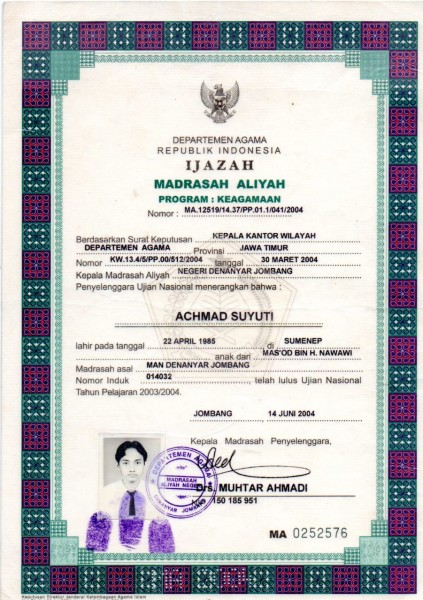 DEPARTEMEN AGAMA
REPUBLIK INDONESIA
IJAZAH
MADRASAH ALIYAH
PROGRAM : KEAGAMAAN
Nomor : MA.12519/14.37/PP.01.1/041/2004
Berdasarkan Surat Keputusan KEPALA KANTOR WILAYAH
DEPARTEMEN AGAMA Provinsi JAWA TIMUR
Nomor KW.13.4/5/PP.00/512/2004 tanggal 30 MARET 2004
Kepala Madrasah Aliyah NEGERI DENANYAR JOMBANG
Penyelenggara Ujian Nasional menerangkan bahwa :
ACHMAD SUYUTI
lahir pada tanggal 22 APRIL 1985 di SUMENEP
anak dari MAS'OD BIN H. NAWAWI
Madrasah asal MAN DENANYAR JOMBANG
Nomor Induk 014032 , telah lulus Ujian Nasional
Tahun Pelajaran 2003/2004.
JOMBANG 14 JUNI 2004
Kepala Madrasah Penyelenggara,
DEPARTEMEN AGAMA
MADRASAH
ALIYAH NEGERI
DENANYAR JOMBANG
Drs. MUHTAR AHMADI
150 185 951
MA 0252576
Keputusan Direktur Jenderal Kelembagaan Agama Islam